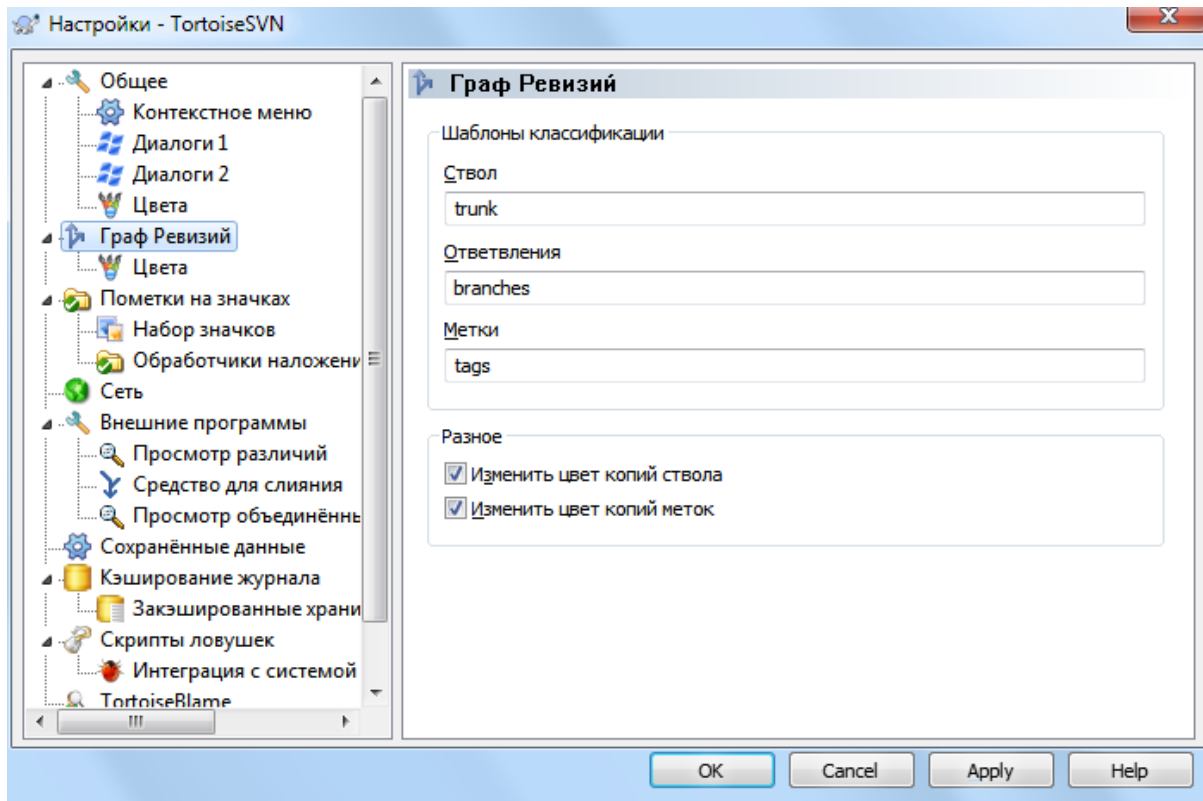 Настройки - TortoiseSVN
Общее
Контекстное меню
Диалоги 1
Диалоги 2
Цвета
Граф Ревизий
Цвета
Пометки на значках
Набор значков
Обработчики наложени
Сеть
Внешние программы
Просмотр различий
Средство для слияния
Просмотр объединённь
Сохранённые данные
Кэширование журнала
Закэшированные храни
Скрипты ловушек
Интеграция с системой
TortoiseBlame
Граф Ревизий
Шаблоны классификации
Ствол
trunk
Ответвления
branches
Метки
tags
Разное
Изменить цвет копий ствола
Изменить цвет копий меток
OK
Cancel
Apply
Help